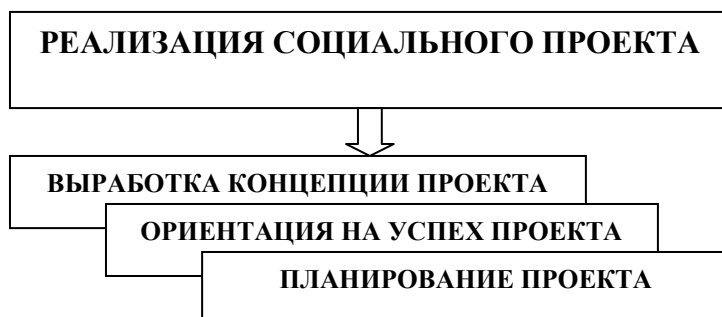 РЕАЛИЗАЦИЯ СОЦИАЛЬНОГО ПРОЕКТА
ВЫРАБОТКА КОНЦЕПЦИИ ПРОЕКТА
ОРИЕНТАЦИЯ НА УСПЕХ ПРОЕКТА
ПЛАНИРОВАНИЕ ПРОЕКТА